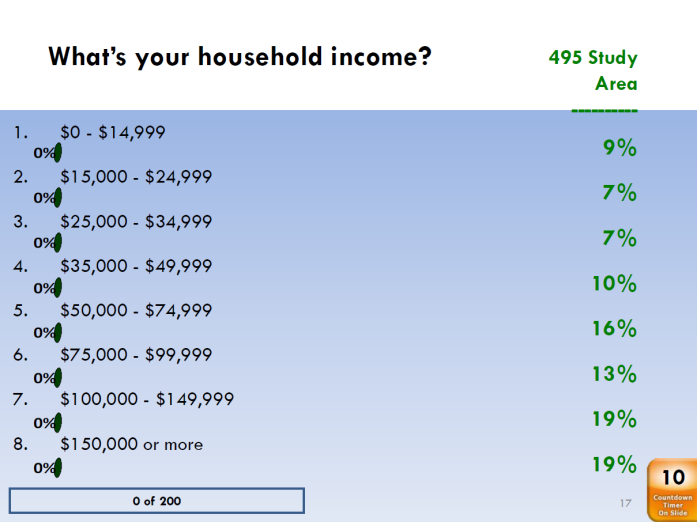 What's your household income?
495 Study
Area
----------
1. $0 - $14,999
0%
9%
2. $15,000 - $24,999
0%
7%
3. $25,000 - $34,999
0%
7%
4. $35,000 - $49,999
0%
10%
5. $50,000 - $74,999
0%
16%
6. $75,000 - $99,999
0%
13%
7. $100,000 - $149,999
0%
19%
8. $150,000 or more
0%
19%
0 of 200
17
10
Countdown
Timer
On Slide